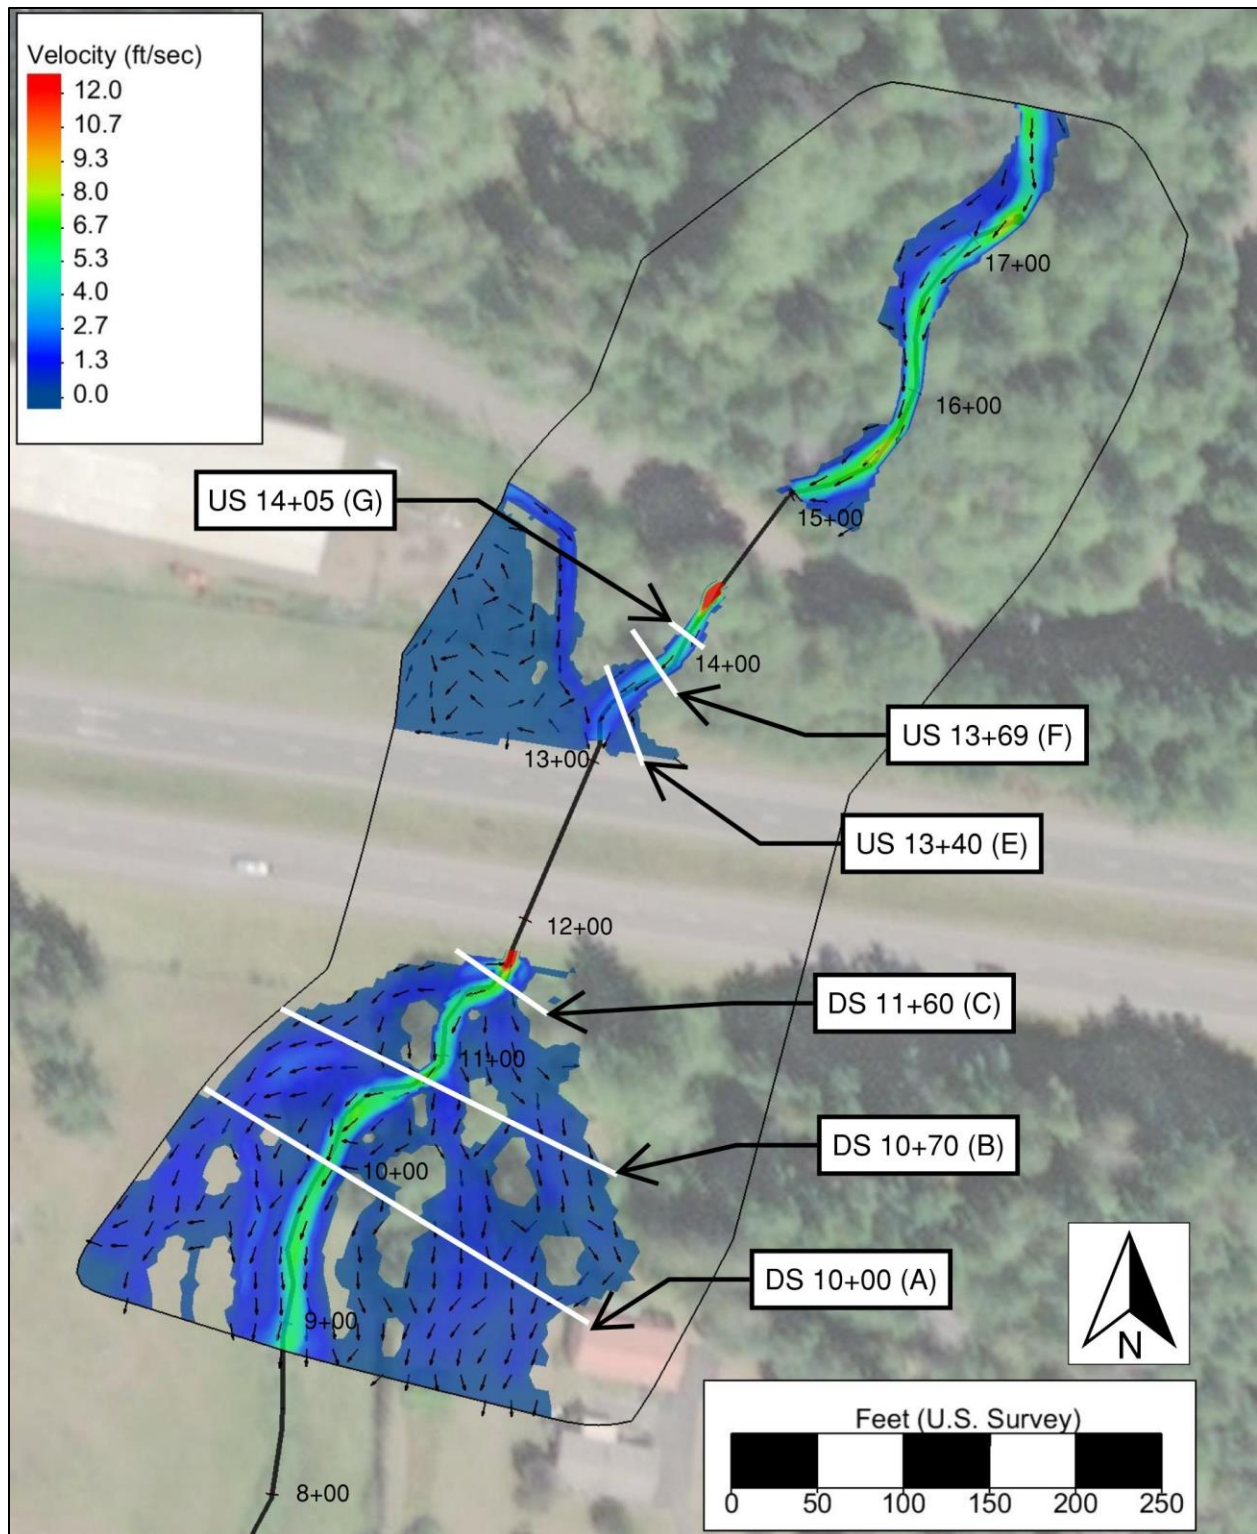 Velocity (ft/sec)
12.0
10.7
9.3
8.0
6.7
5.3
4.0
2.7
1.3
0.0
17+00
16+00
US 14+05 (G)
15+00
14+00
US 13+69 (F)
13+00
US 13+40 (E)
12+00
DS 11+60 (C)
11+00
DS 10+70 (B)
10+00
DS 10+00 (A)
9+00
N
Feet (U.S. Survey)
0 50 100 150 200 250
8+00